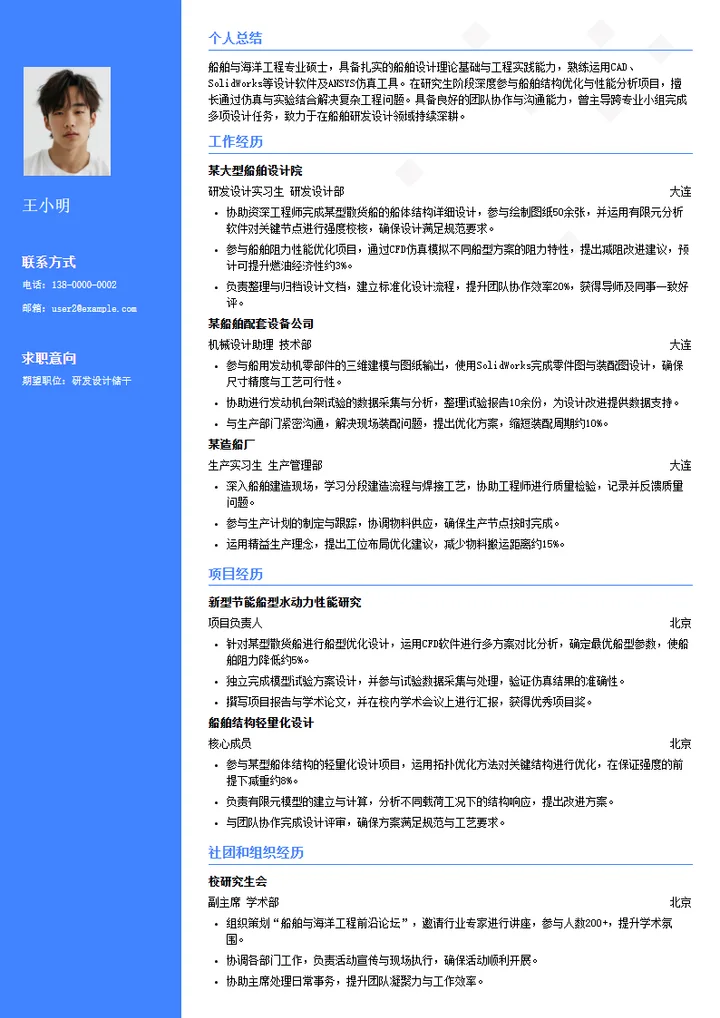 王小明
联系方式
电话：138-0000-0002
邮箱：user2@example.com
求职意向
期望职位：研发设计储干
个人总结
船舶与海洋工程专业硕士，具备扎实的船舶设计理论基础与工程实践能力，熟练运用CAD、
SolidWorks等设计软件及ANSYS仿真工具。在研究生阶段深度参与船舶结构优化与性能分析项目，擅
长通过仿真与实验结合解决复杂工程问题。具备良好的团队协作与沟通能力，曾主导跨专业小组完成
多项设计任务，致力于在船舶研发设计领域持续深耕。
工作经历
某大型船舶设计院
研发设计实习生 研发设计部 大连
• 协助资深工程师完成某型散货船的船体结构详细设计，参与绘制图纸50余张，并运用有限元分析
软件对关键节点进行强度校核，确保设计满足规范要求。
• 参与船舶阻力性能优化项目，通过CFD仿真模拟不同船型方案的阻力特性，提出减阻改进建议，预
计可提升燃油经济性约3%。
• 负责整理与归档设计文档，建立标准化设计流程，提升团队协作效率20%，获得导师及同事一致好
评。
某船舶配套设备公司
机械设计助理 技术部 大连
• 参与船用发动机零部件的三维建模与图纸输出，使用SolidWorks完成零件图与装配图设计，确保
尺寸精度与工艺可行性。
• 协助进行发动机台架试验的数据采集与分析，整理试验报告10余份，为设计改进提供数据支持。
• 与生产部门紧密沟通，解决现场装配问题，提出优化方案，缩短装配周期约10%。
某造船厂
生产实习生 生产管理部 大连
• 深入船舶建造现场，学习分段建造流程与焊接工艺，协助工程师进行质量检验，记录并反馈质量
问题。
• 参与生产计划的制定与跟踪，协调物料供应，确保生产节点按时完成。
• 运用精益生产理念，提出工位布局优化建议，减少物料搬运距离约15%。
项目经历
新型节能船型水动力性能研究
项目负责人 北京
• 针对某型散货船进行船型优化设计，运用CFD软件进行多方案对比分析，确定最优船型参数，使船
舶阻力降低约5%。
• 独立完成模型试验方案设计，并参与试验数据采集与处理，验证仿真结果的准确性。
• 撰写项目报告与学术论文，并在校内学术会议上进行汇报，获得优秀项目奖。
船舶结构轻量化设计
核心成员 北京
• 参与某型船体结构的轻量化设计项目，运用拓扑优化方法对关键结构进行优化，在保证强度的前
提下减重约8%。
• 负责有限元模型的建立与计算，分析不同载荷工况下的结构响应，提出改进方案。
• 与团队协作完成设计评审，确保方案满足规范与工艺要求。
社团和组织经历
校研究生会
副主席 学术部 北京
• 组织策划“船舶与海洋工程前沿论坛”，邀请行业专家进行讲座，参与人数200+，提升学术氛
围。
• 协调各部门工作，负责活动宣传与现场执行，确保活动顺利开展。
• 协助主席处理日常事务，提升团队凝聚力与工作效率。